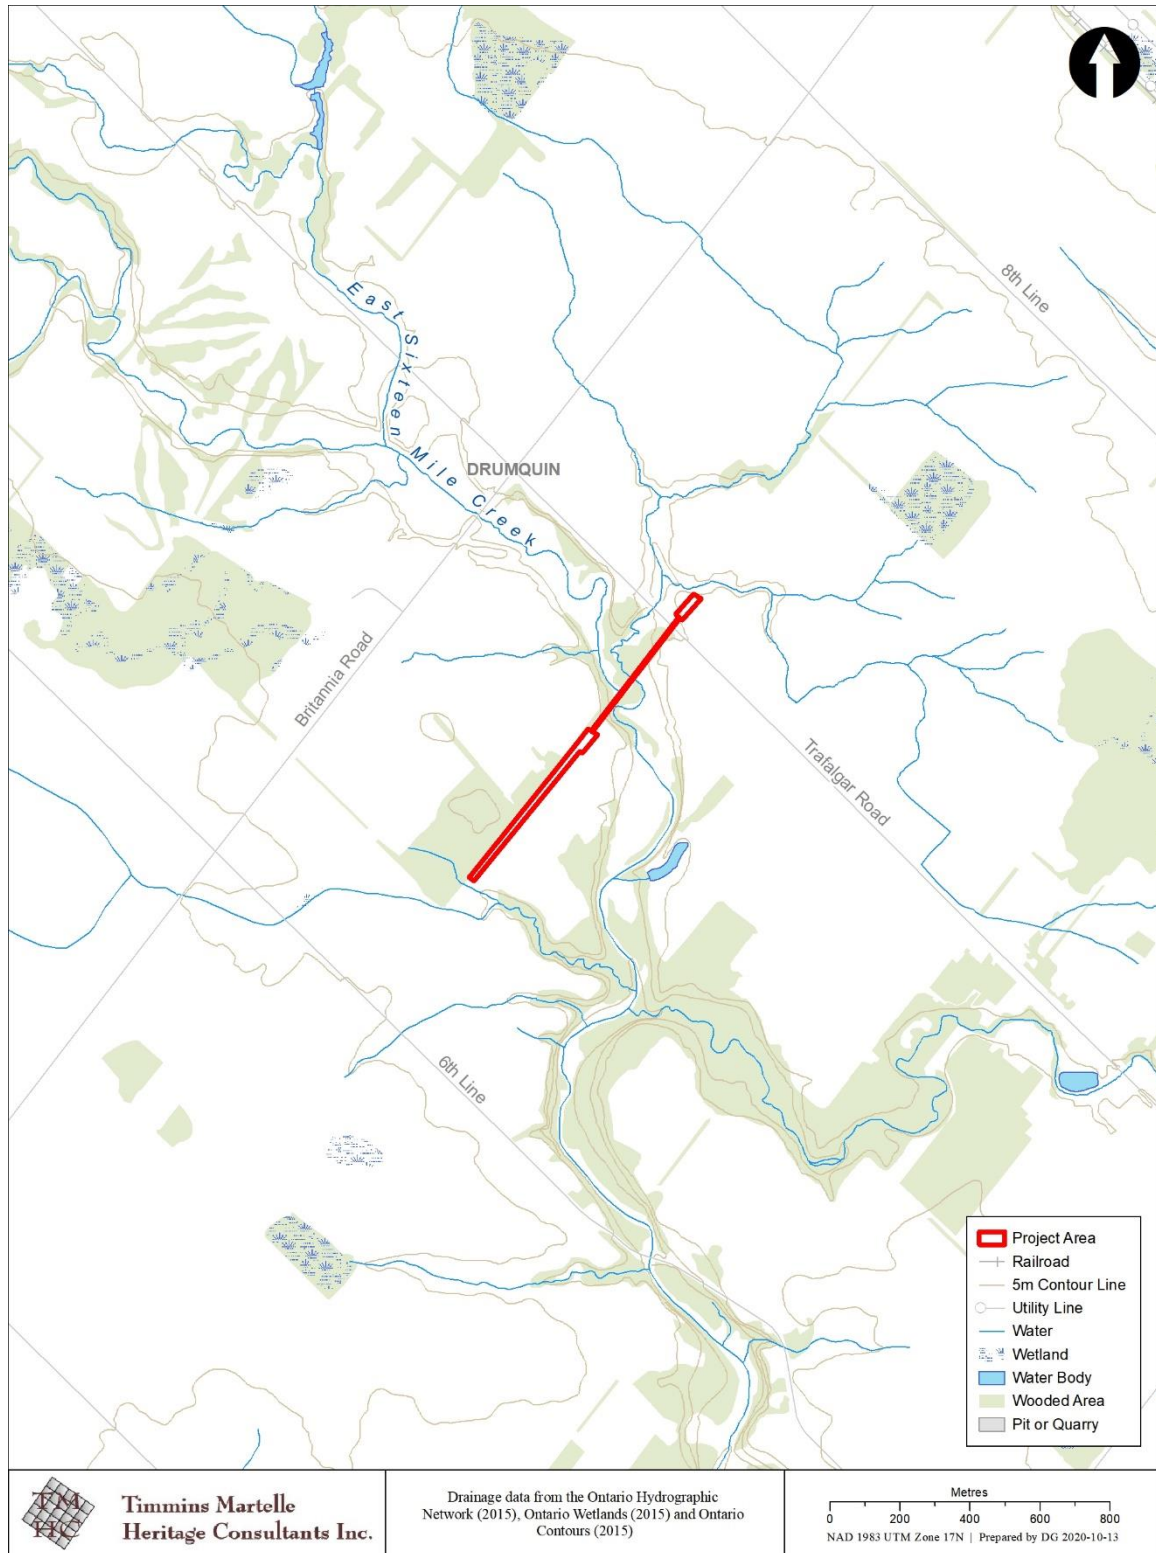 8th Line
East Sixteen Mile Creek
DRUMQUIN
Britannia Road
Trafalgar Road
6th Line
Project Area
Railroad
5m Contour Line
Utility Line
Water
Wetland
Water Body
Wooded Area
Pit or Quarry
TM
HC
Timmins Martelle
Heritage Consultants Inc.
Drainage data from the Ontario Hydrographic
Network (2015), Ontario Wetlands (2015) and Ontario
Contours (2015)
Metres
0 200 400 600 800
NAD 1983 UTM Zone 17N | Prepared by DG 2020-10-13